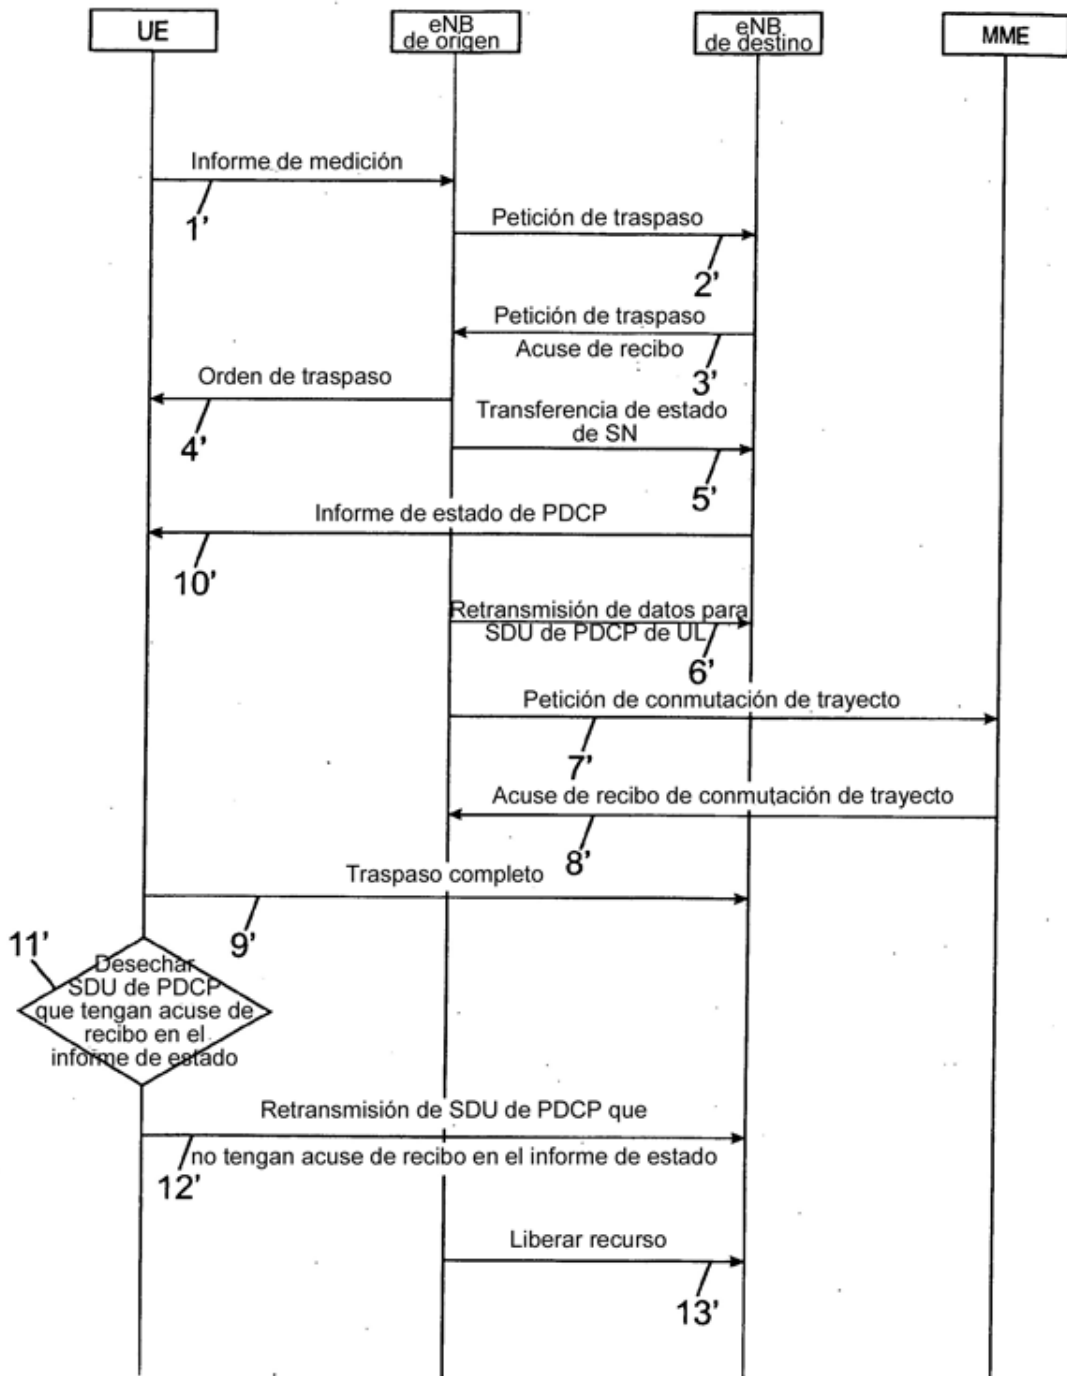 UE
eNB
de origen
eNB
de destino
MME
Informe de medición
1’
Petición de traspaso
2’
Petición de traspaso
Acuse de recibo
3’
Orden de traspaso
4’
Transferencia de estado
de SN
5’
Informe de estado de PDCP
10’
Retransmisión de datos para
SDU de PDCP de UL
6’
Petición de conmutación de trayecto
7’
Acuse de recibo de conmutación de trayecto
8’
Traspaso completo
9’
11’
Desechar
SDU de PDCP
que tengan acuse de
recibo en el
informe de estado
Retransmisión de SDU de PDCP que
no tengan acuse de recibo en el informe de estado
12’
Liberar recurso
13’